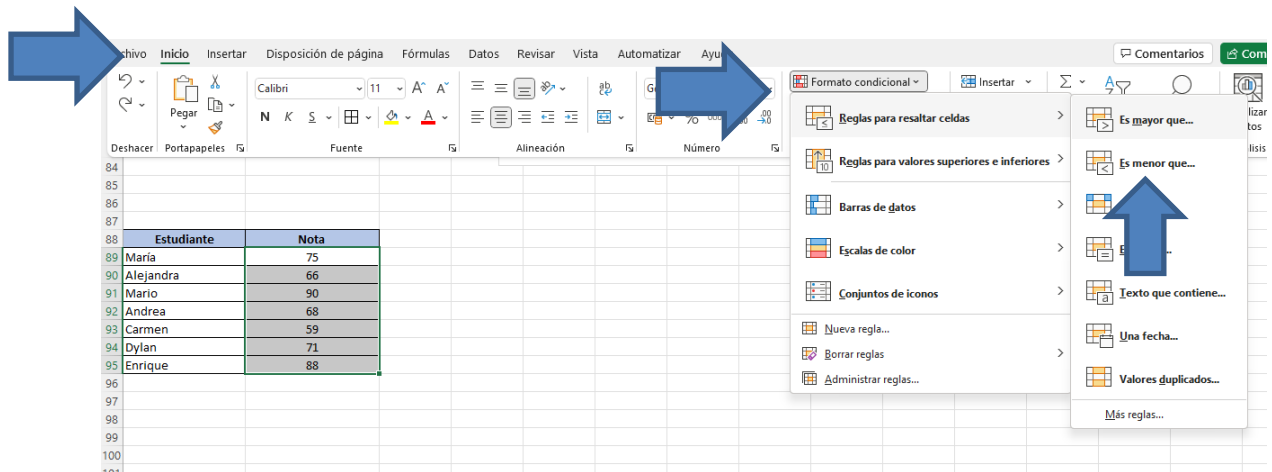 Inicio Insertar Disposición de página Fórmulas Datos Revisar Vista Automatizar
Comentarios
Pegar
Calibri 11 A^ A˅
N K S A
ab
% 000
Formato condicional
Insertar
Σ
Deshacer Portapapeles Fuente Alineación Número
Reglas para resaltar celdas
Reglas para valores superiores e inferiores
Barras de datos
Escalas de color
Conjuntos de iconos
Nueva regla...
Borrar reglas
Administrar reglas...
Es mayor que...
Es menor que...
Texto que contiene...
Una fecha...
Valores duplicados...
Más reglas...
84
85
86
87
88 Estudiante Nota
89 María 75
90 Alejandra 66
91 Mario 90
92 Andrea 68
93 Carmen 59
94 Dylan 71
95 Enrique 88
96
97
98
99
100